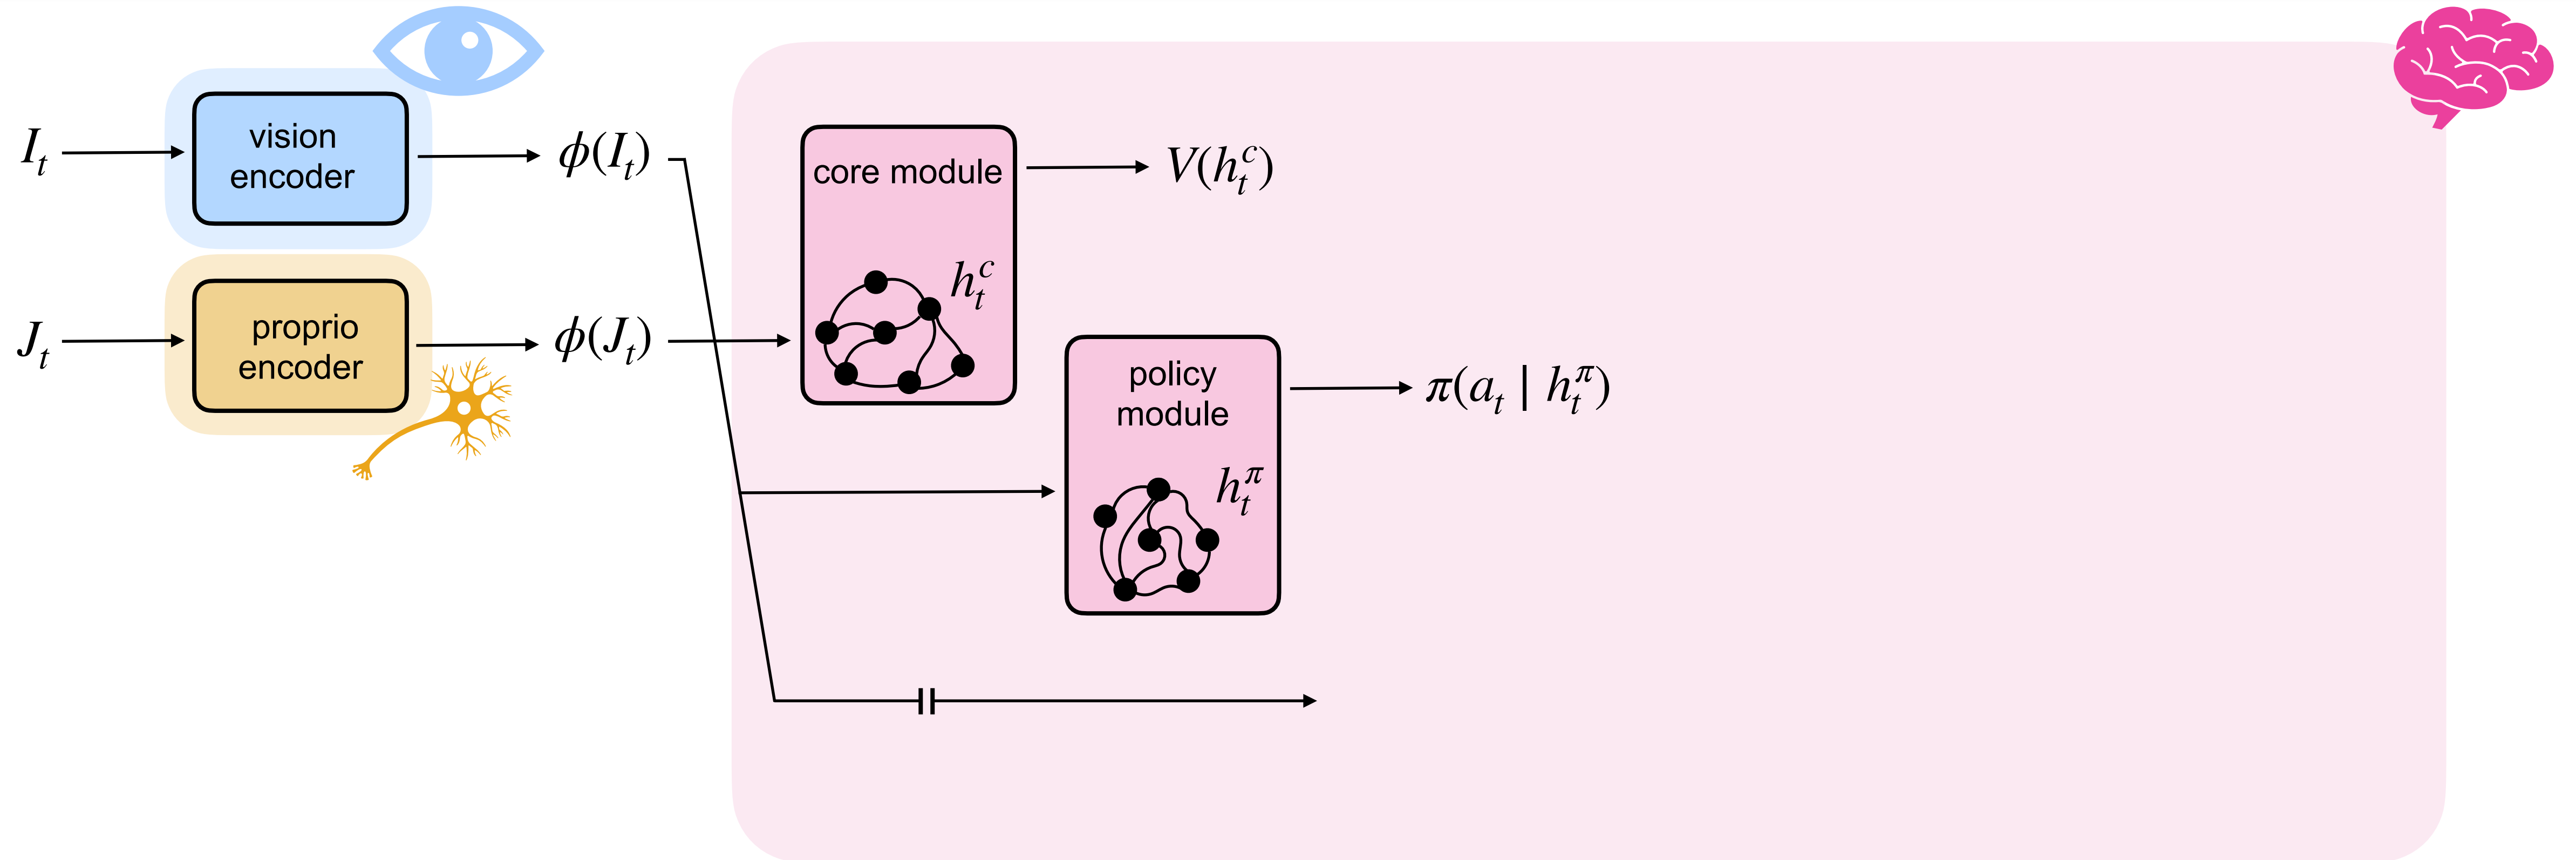 I_t
vision
encoder
ϕ(I_t)
J_t
proprio
encoder
ϕ(J_t)
core module
h_t^c
V(h_t^c)
policy
module
h_t^π
π(a_t | h_t^π)